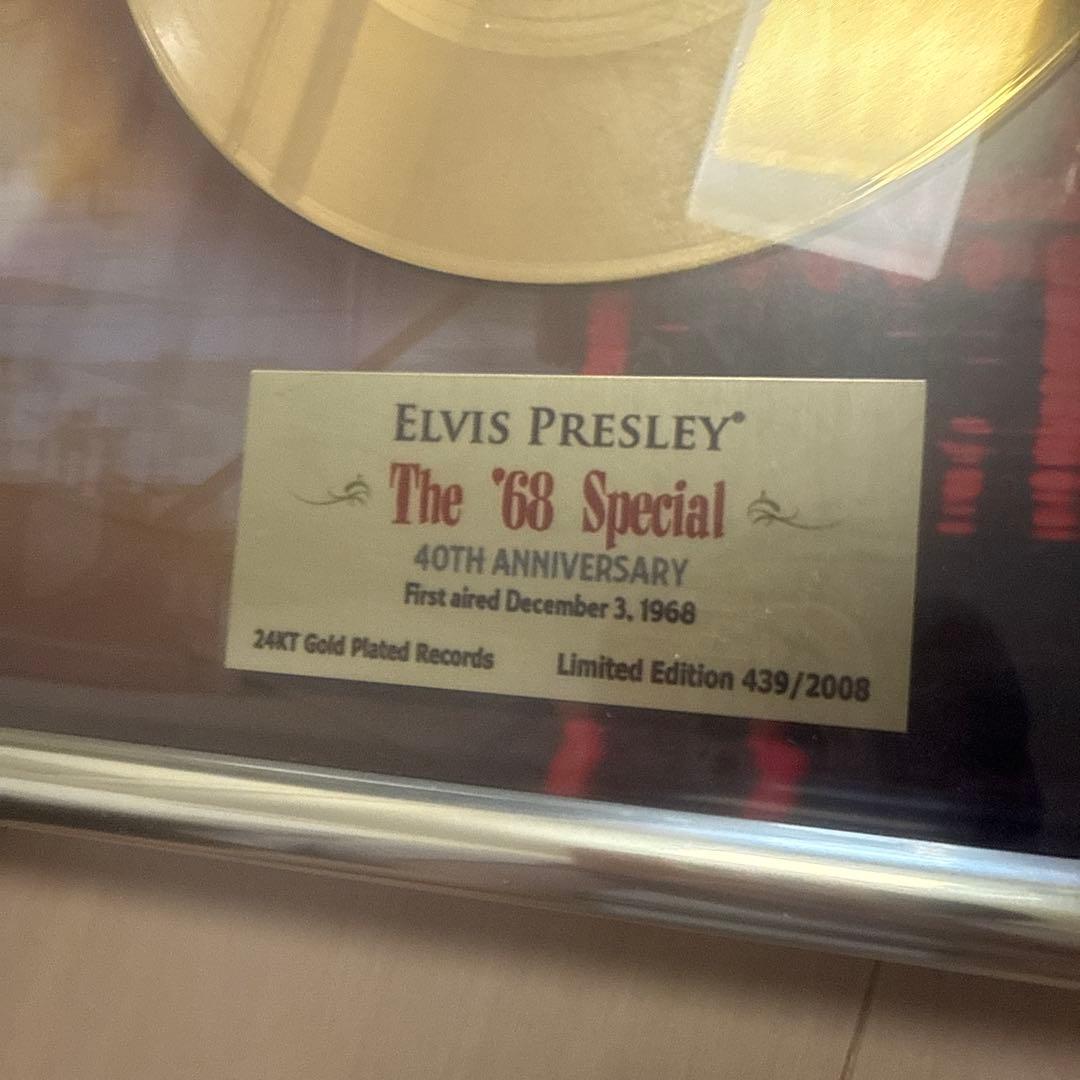 ELVIS PRESLEY®
The '68 Special
40TH ANNIVERSARY
First aired December 3, 1968
24KT Gold Plated Records Limited Edition 439/2008